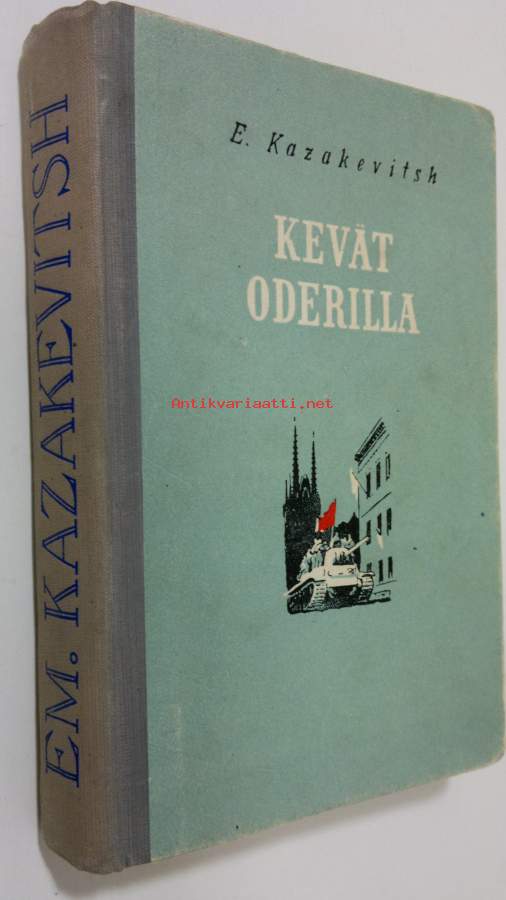 EM. KAZAKEVITSH
E. Kazakevitsh
KEVÄT
ODERILLA
Antikvariaatti.net